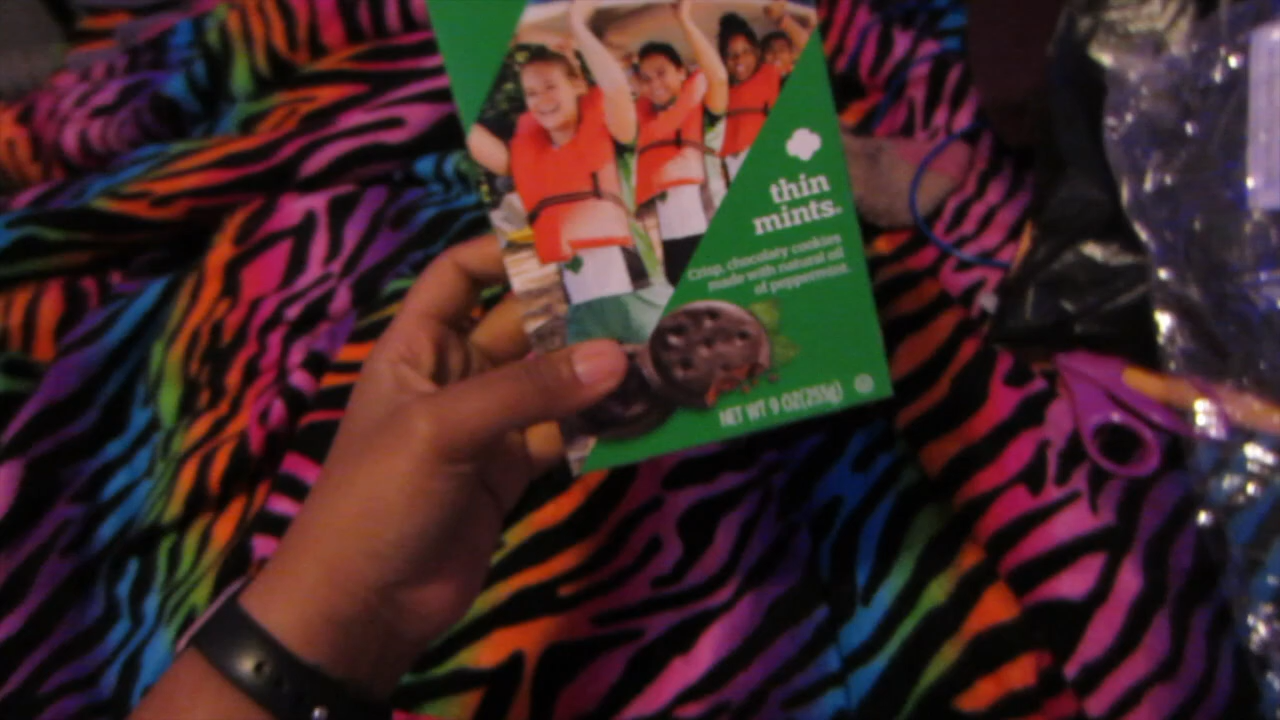 thin
mints®
Crisp, chocolaty cookies
made with natural oil
of peppermint.
NET WT 9 OZ (255g)